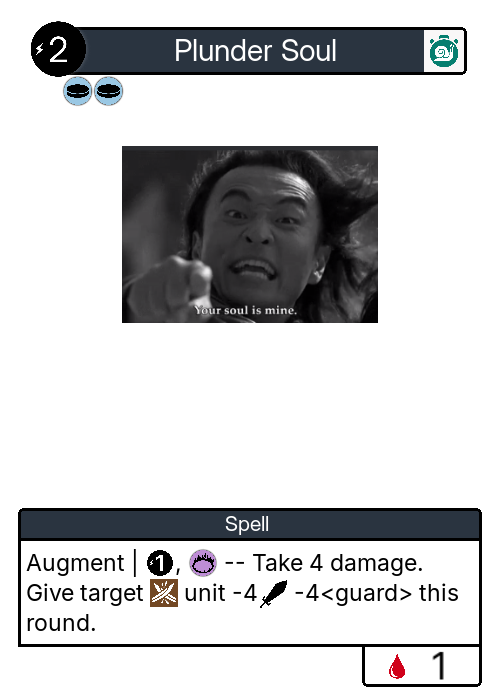 2
Plunder Soul
Your soul is mine.
Spell
Augment | 1, -- Take 4 damage.
Give target unit -4 -4<guard> this
round.
1